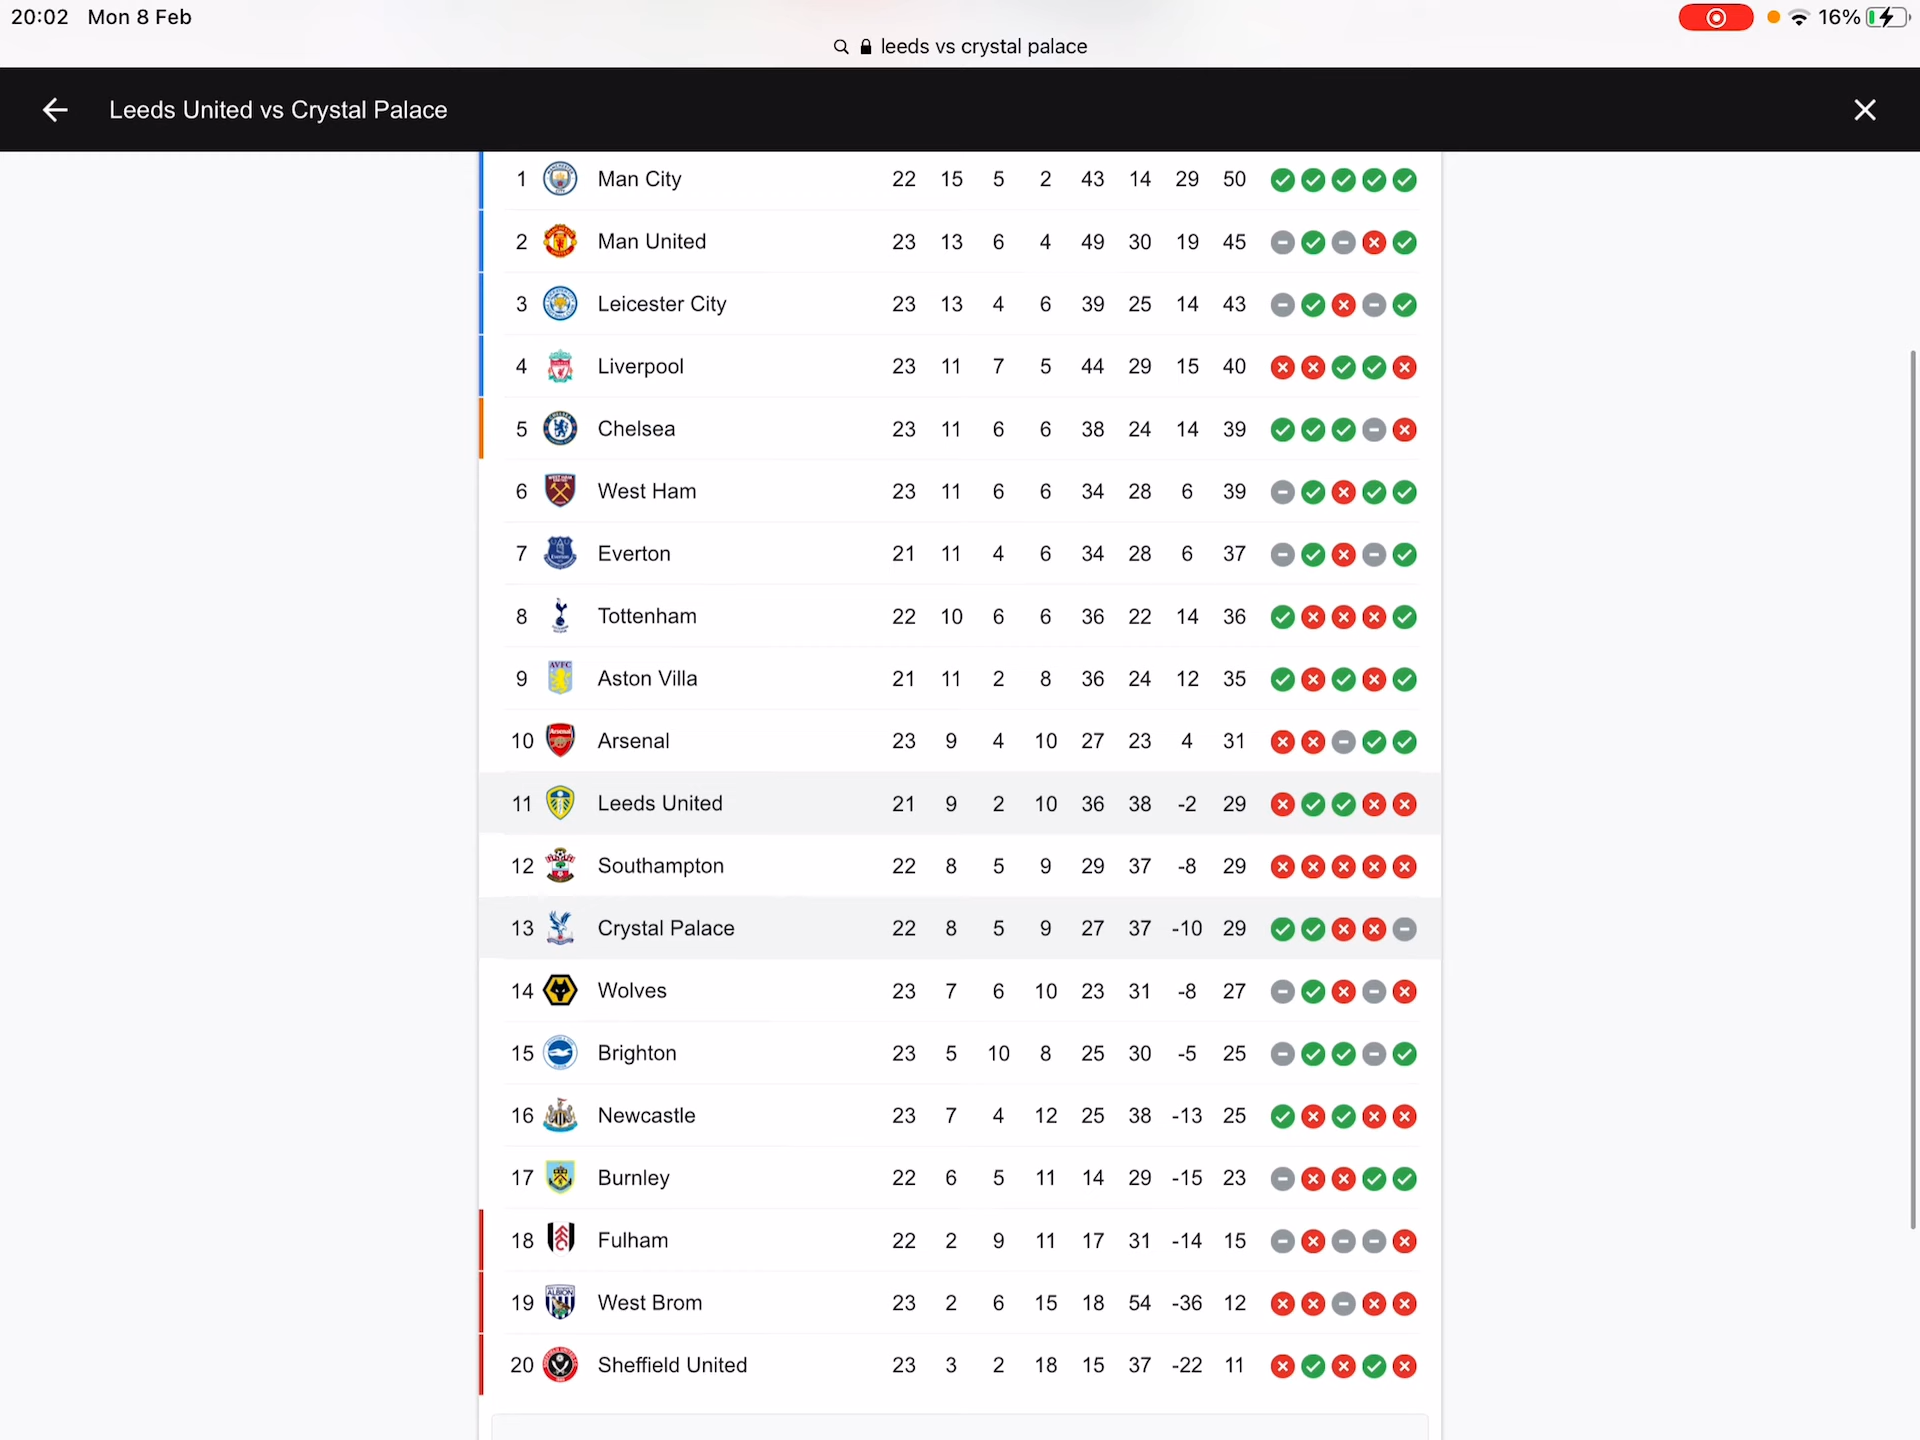 20:02 Mon 8 Feb
16%
leeds vs crystal palace
Leeds United vs Crystal Palace
1 Man City 22 15 5 2 43 14 29 50
2 Man United 23 13 6 4 49 30 19 45
3 Leicester City 23 13 4 6 39 25 14 43
4 Liverpool 23 11 7 5 44 29 15 40
5 Chelsea 23 11 6 6 38 24 14 39
6 West Ham 23 11 6 6 34 28 6 39
7 Everton 21 11 4 6 34 28 6 37
8 Tottenham 22 10 6 6 36 22 14 36
9 Aston Villa 21 11 2 8 36 24 12 35
10 Arsenal 23 9 4 10 27 23 4 31
11 Leeds United 21 9 2 10 36 38 -2 29
12 Southampton 22 8 5 9 29 37 -8 29
13 Crystal Palace 22 8 5 9 27 37 -10 29
14 Wolves 23 7 6 10 23 31 -8 27
15 Brighton 23 5 10 8 25 30 -5 25
16 Newcastle 23 7 4 12 25 38 -13 25
17 Burnley 22 6 5 11 14 29 -15 23
18 Fulham 22 2 9 11 17 31 -14 15
19 West Brom 23 2 6 15 18 54 -36 12
20 Sheffield United 23 3 2 18 15 37 -22 11